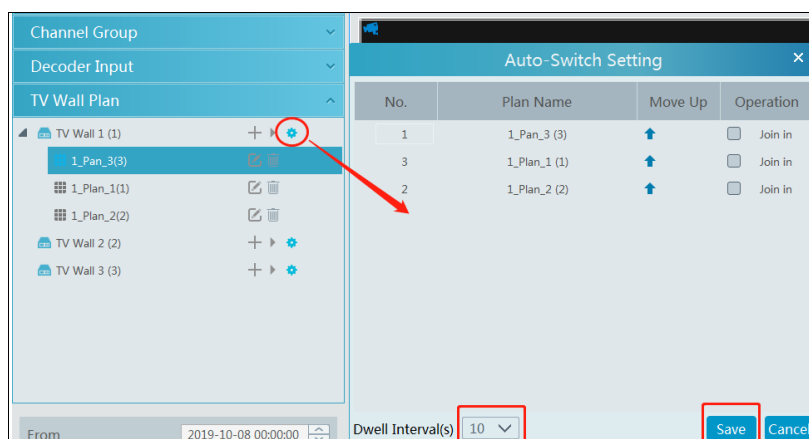 Channel Group
Decoder Input
TV Wall Plan
TV Wall 1 (1)
1_Pan_3(3)
1_Plan_1(1)
1_Plan_2(2)
TV Wall 2 (2)
TV Wall 3 (3)
From 2019-10-08 00:00:00
Auto-Switch Setting
No. Plan Name Move Up Operation
1 1_Pan_3 (3) Join in
3 1_Plan_1 (1) Join in
2 1_Plan_2 (2) Join in
Dwell Interval(s) 10 Save Cancel